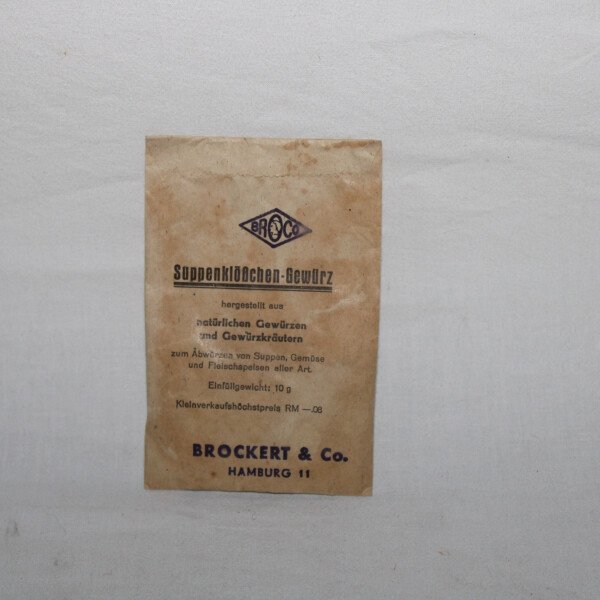 BROCo
Suppenklößchen-Gewürz
hergestellt aus
natürlichen Gewürzen
und Gewürzkräutern
zum Abwürzen von Suppen, Gemüse
und Fleischspeisen aller Art.
Einfüllgewicht: 10 g
Kleinverkaufshöchstpreis RM —.08
BROCKERT & Co.
HAMBURG 11